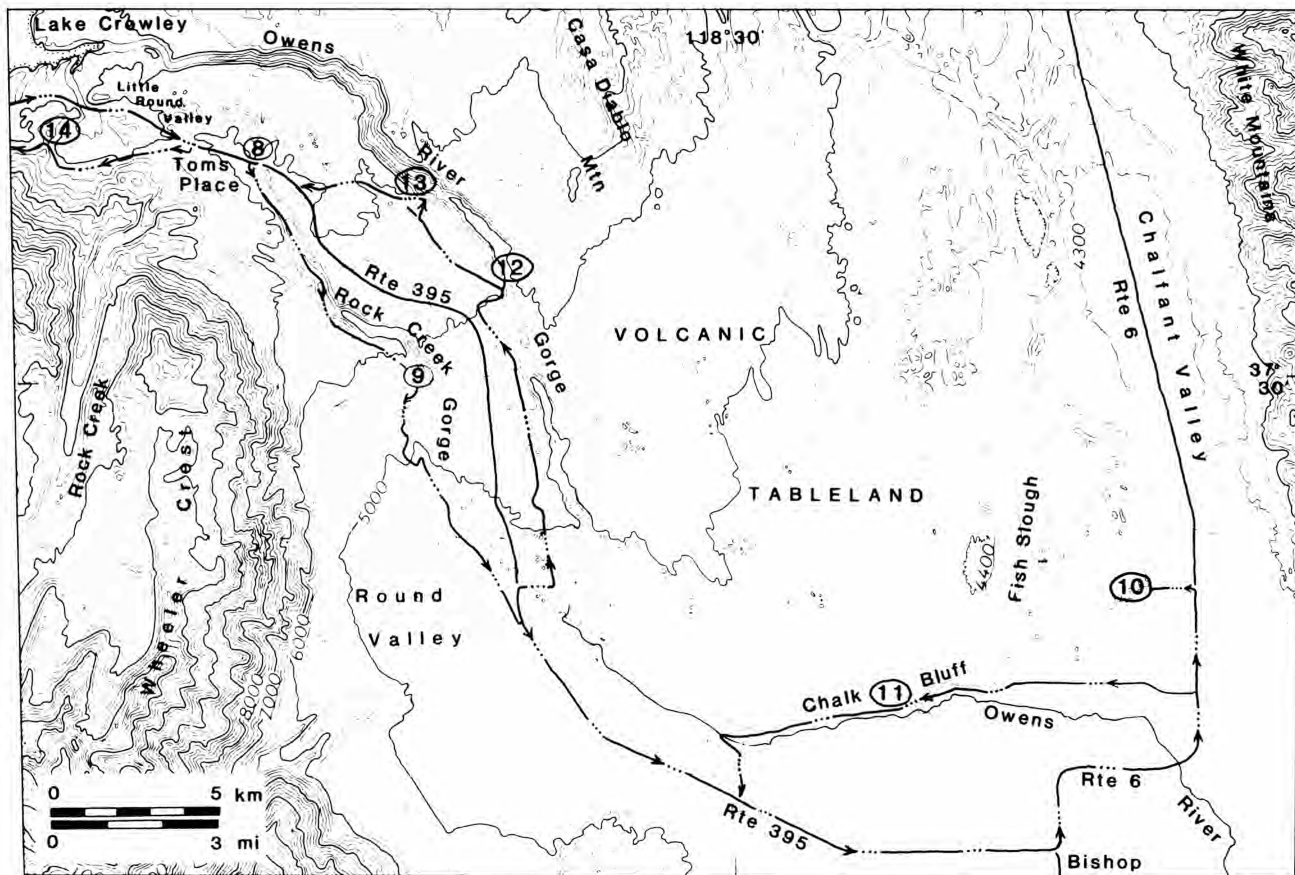 Lake Crowley
Owens
118°30'
Casa Diablo
Mtn
White Mountains
Little
Round
Valley
14
8
Toms
Place
River
13
12
Rte 395
Rock Creek
Gorge
9
Gorge
VOLCANIC
TABLELAND
4300
Chalfant Valley
Rte 6
37°
30'
Rock Creek
Wheeler Crest
5000
6000
7000
8000
Round
Valley
Fish Slough
4400
10
Chalk
11
Bluff
Owens
River
Rte 6
Rte 395
Bishop
0 5 km
0 3 mi